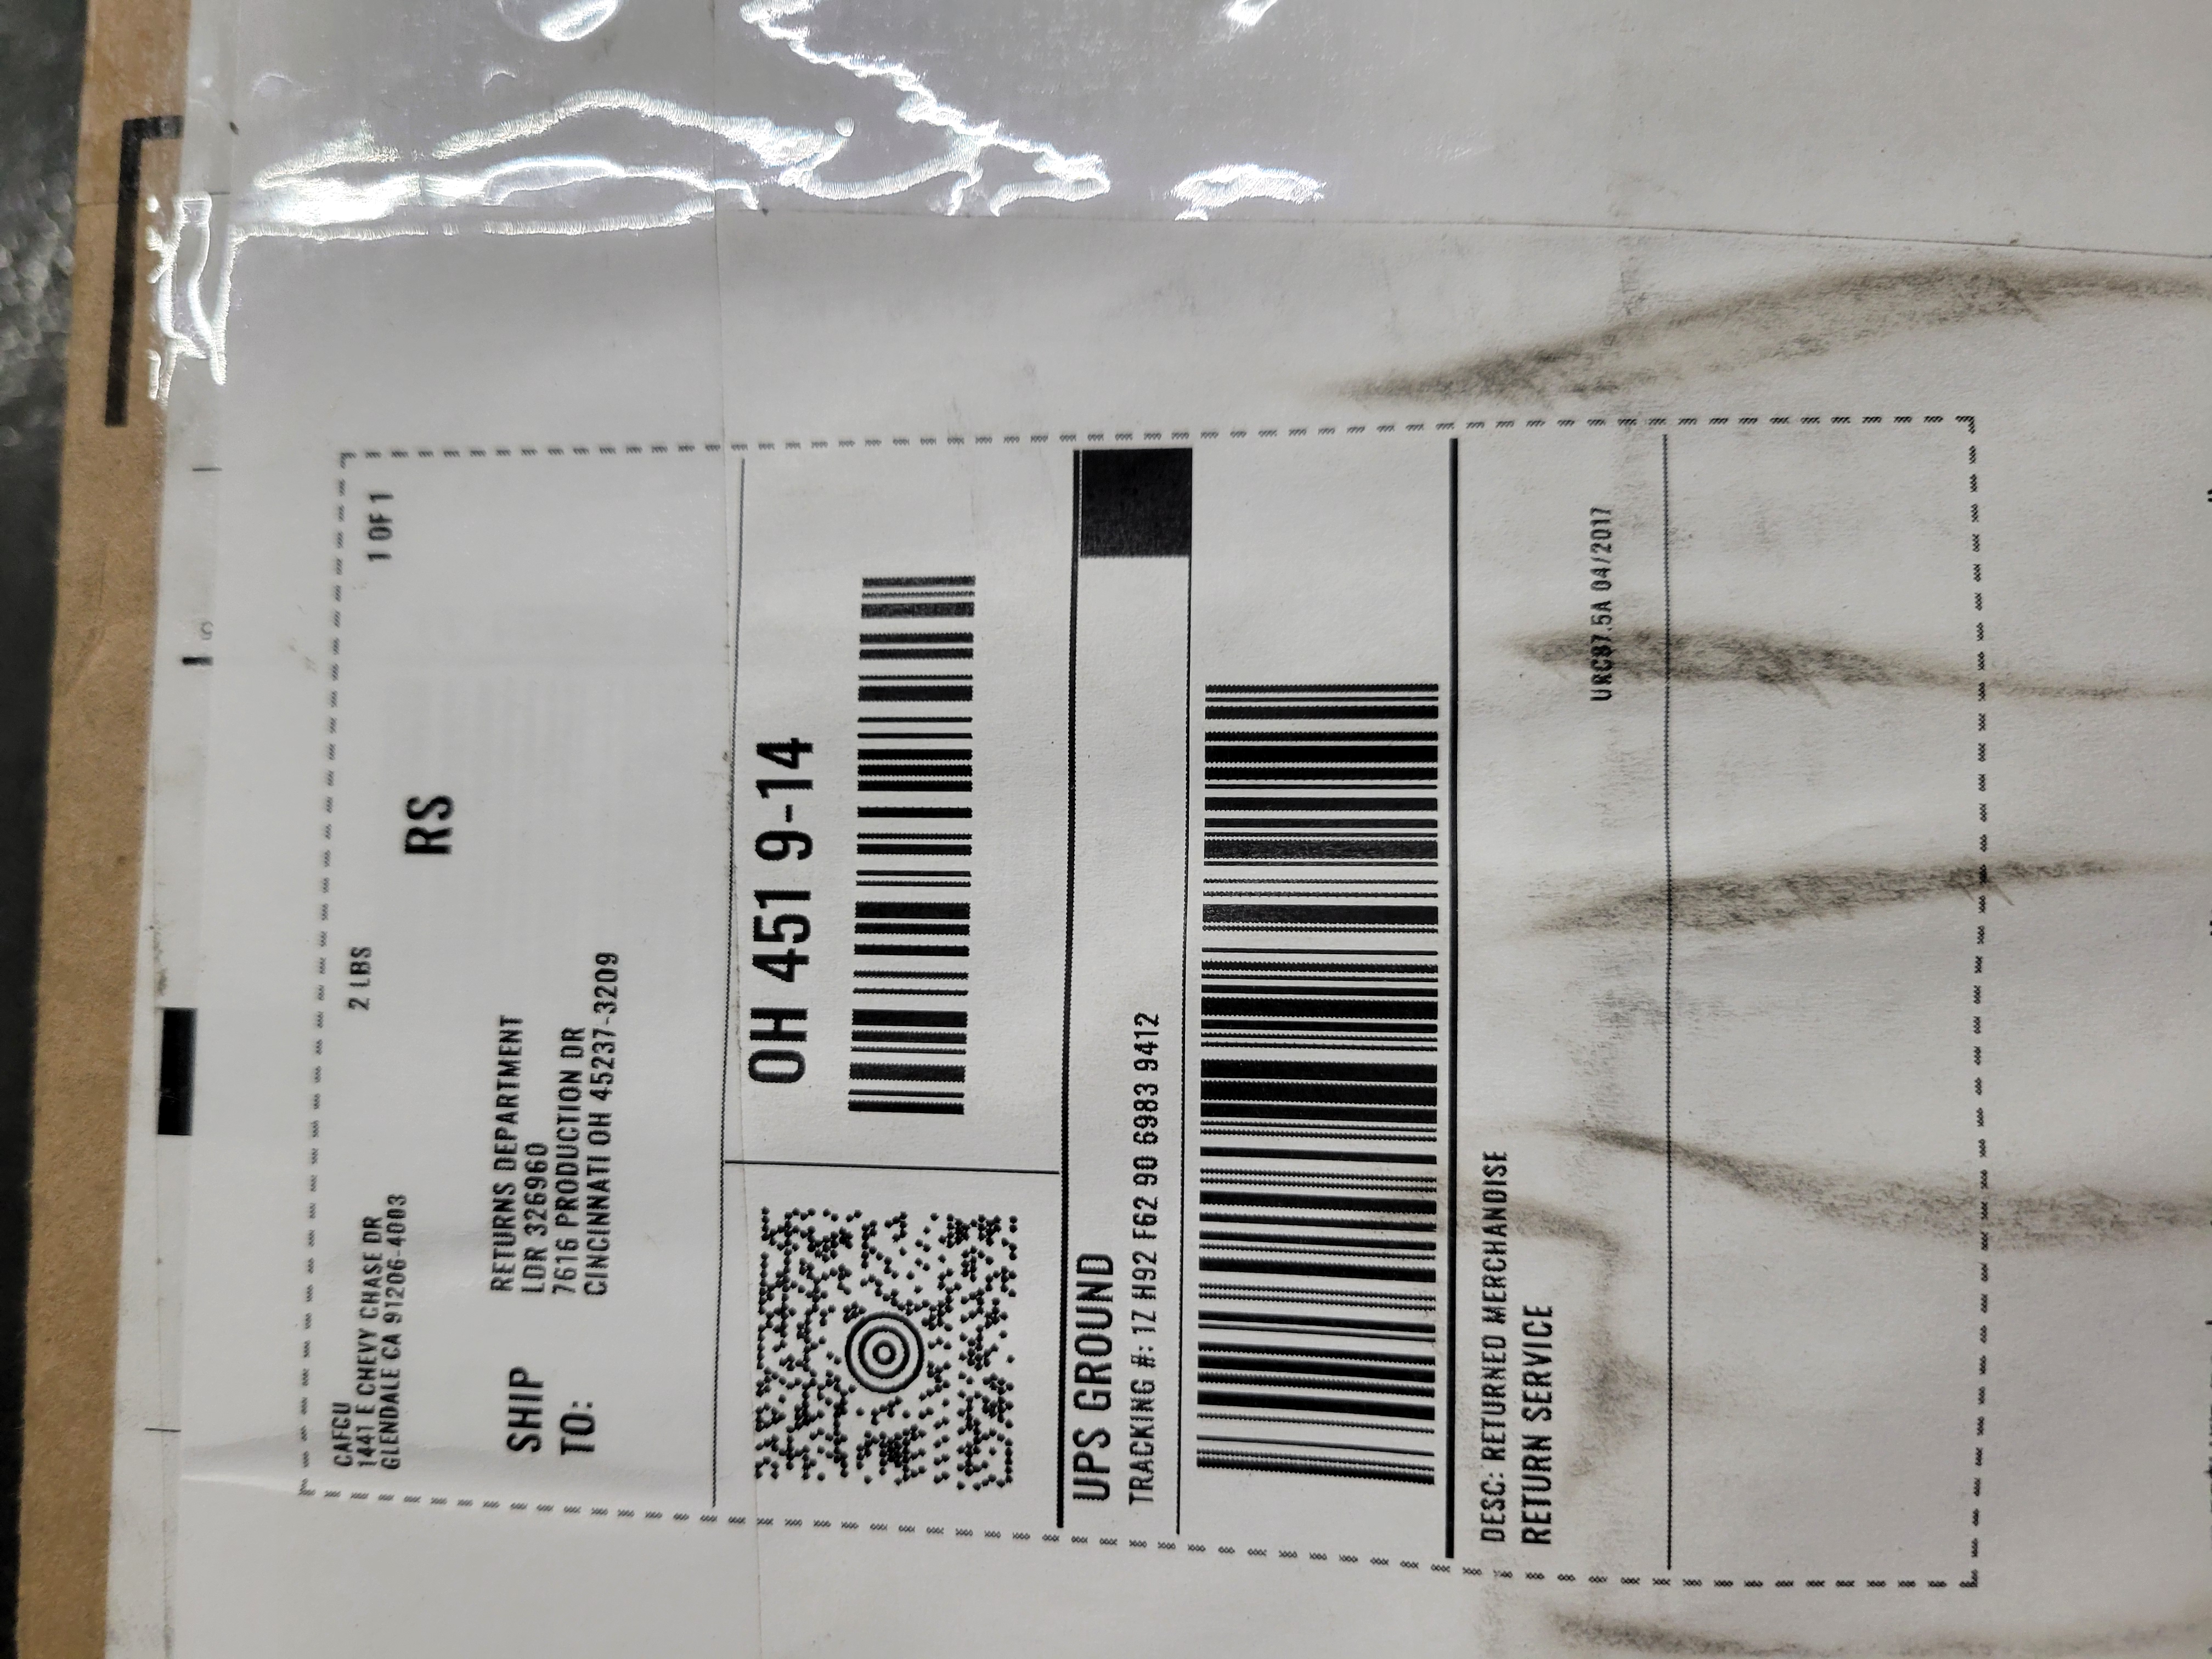 CAFCU
1441 E CHEVY CHASE DR
GLENDALE CA 91206-4003
2 LBS
1 OF 1
RS
SHIP
TO:
RETURNS DEPARTMENT
LDR 326960
7616 PRODUCTION DR
CINCINNATI OH 45237-3209
OH 451 9-14
UPS GROUND
TRACKING #: 1Z H92 F62 90 6983 9412
DESC: RETURNED MERCHANDISE
RETURN SERVICE
URC87.5A 04/2017